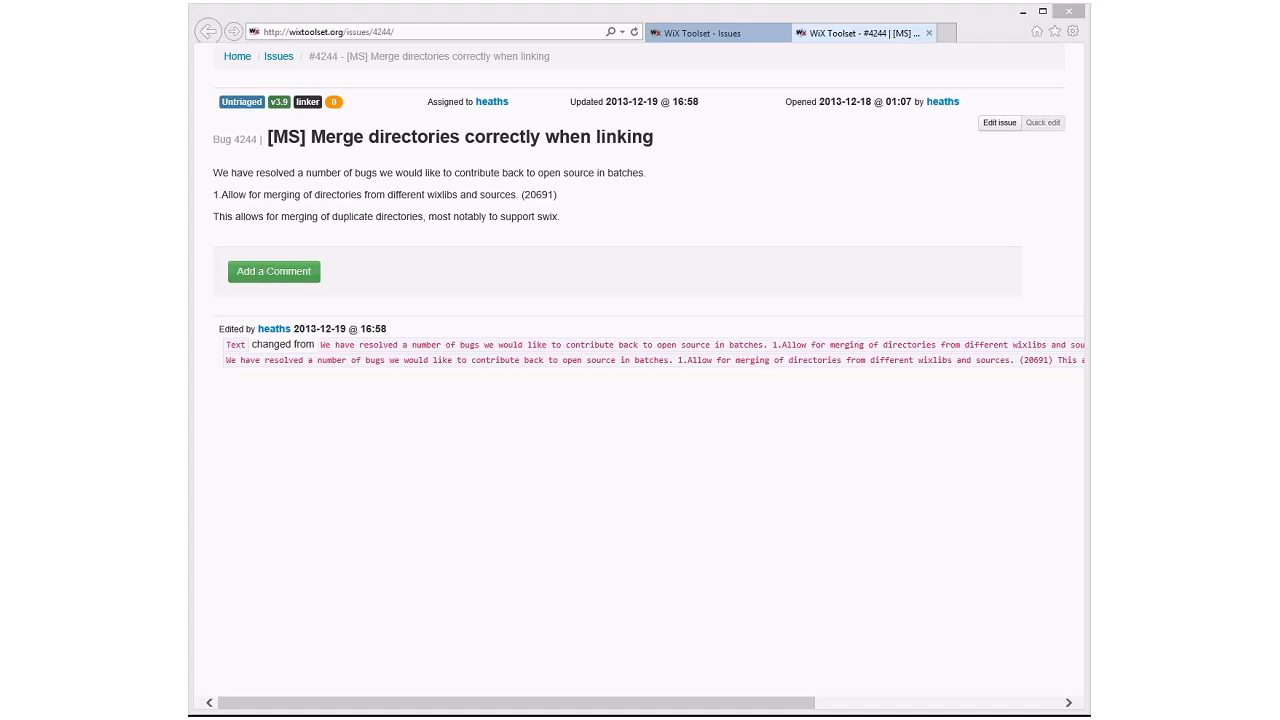 http://wixtoolset.org/issues/4244/
WiX Toolset - Issues
WiX Toolset - #4244 | [MS] ...
Home / Issues / #4244 - [MS] Merge directories correctly when linking
Untriaged v3.9 linker 0 Assigned to heaths Updated 2013-12-19 @ 16:58 Opened 2013-12-18 @ 01:07 by heaths
Edit issue Quick edit
Bug 4244 | [MS] Merge directories correctly when linking
We have resolved a number of bugs we would like to contribute back to open source in batches.
1.Allow for merging of directories from different wixlibs and sources. (20691)
This allows for merging of duplicate directories, most notably to support swix.
Add a Comment
Edited by heaths 2013-12-19 @ 16:58
Text changed from We have resolved a number of bugs we would like to contribute back to open source in batches. 1.Allow for merging of directories from different wixlibs and sou
We have resolved a number of bugs we would like to contribute back to open source in batches. 1.Allow for merging of directories from different wixlibs and sources. (20691) This a